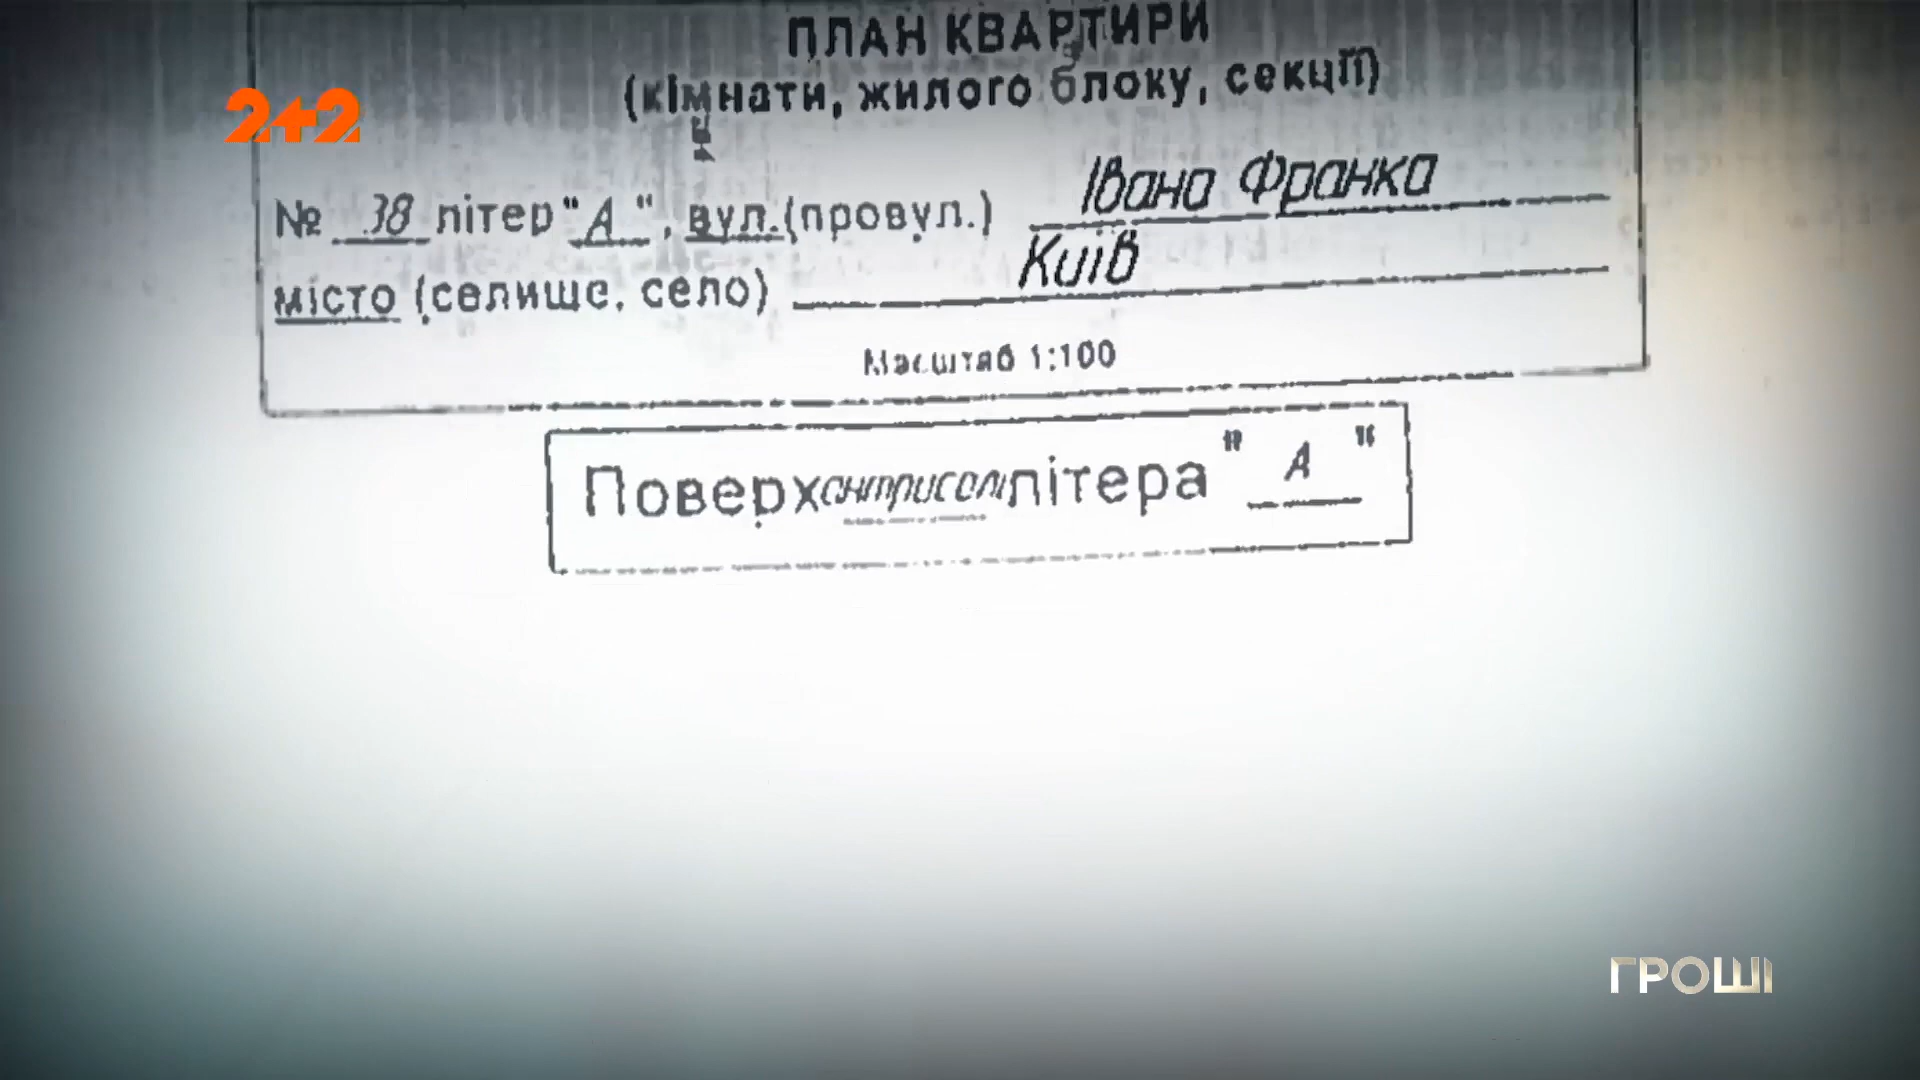 ПЛАН КВАРТИРИ
(кімнати, жилого блоку, секції)
2+2
№ 38 літер "А", вул.(провул.) Івана Франка
місто (селище, село) Київ
Масштаб 1:100
Поверх антрисолі літера "А"
ГРОШІ